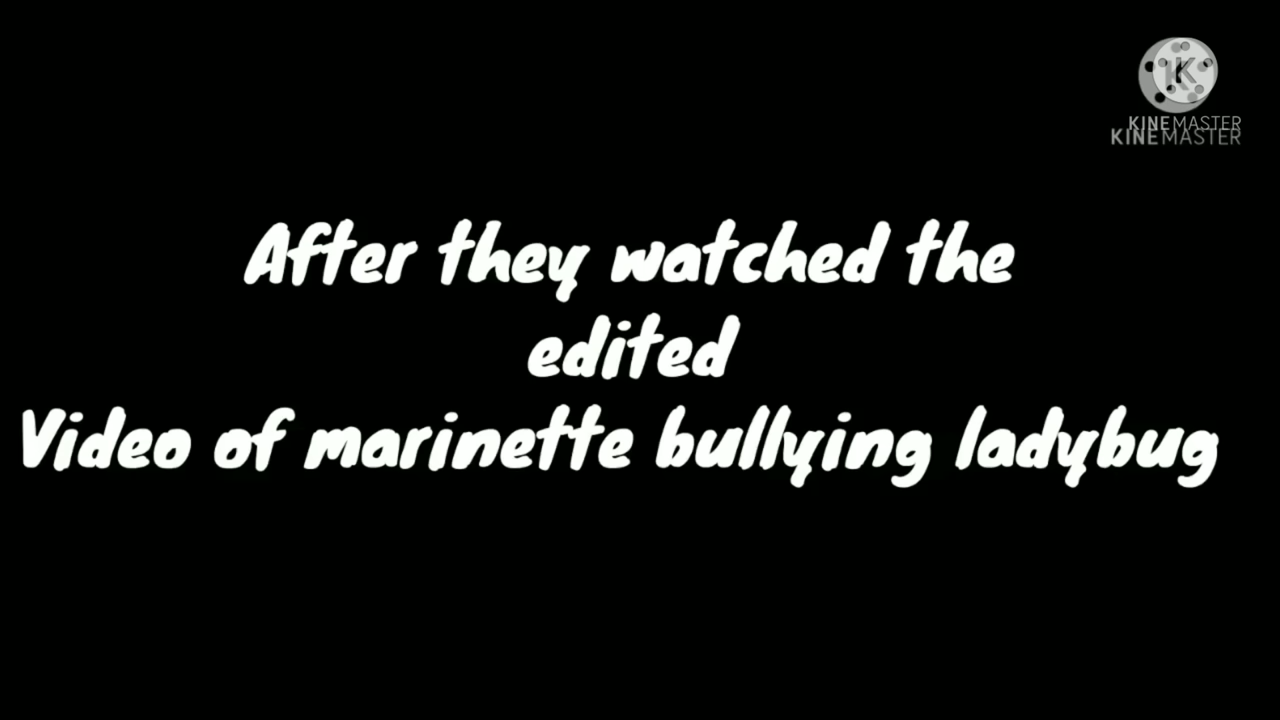 KINEMASTER
KINEMASTER
After they watched the
edited
Video of marinette bullying ladybug